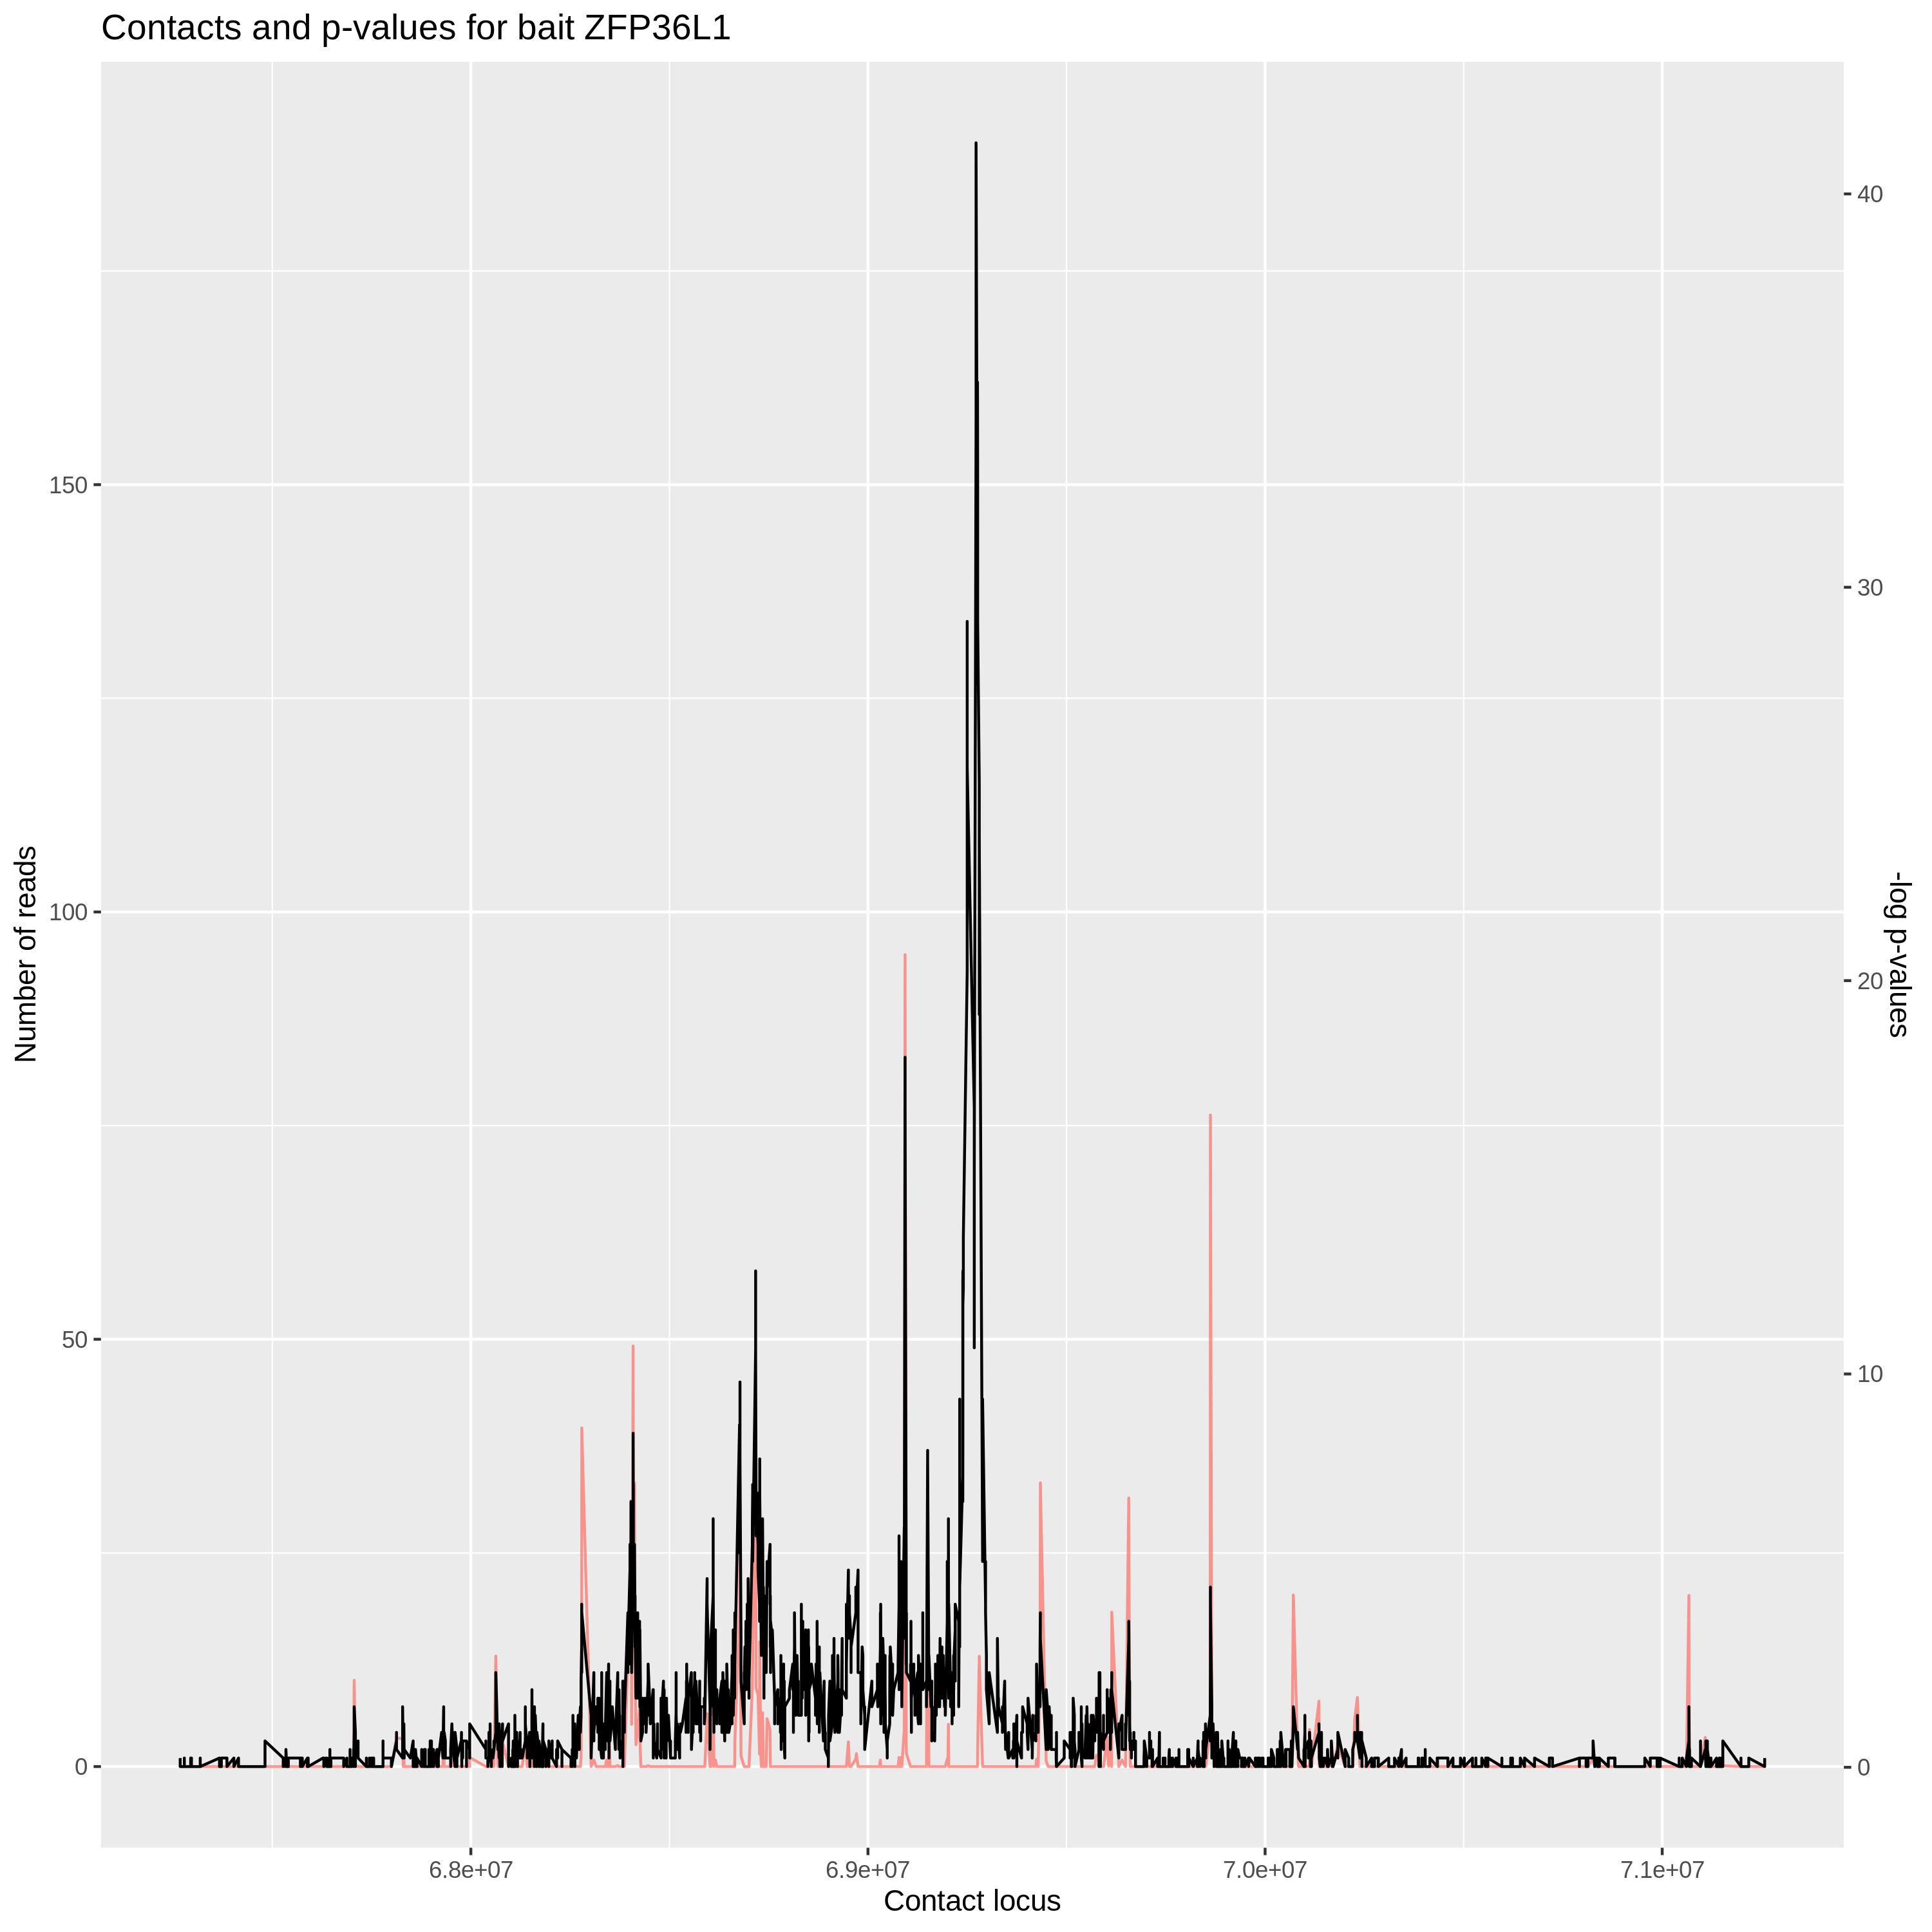 Contacts and p-values for bait ZFP36L1
Number of reads
150
100
50
0
40
30
20
10
0
-log p-values
6.8e+07
6.9e+07
7.0e+07
7.1e+07
Contact locus